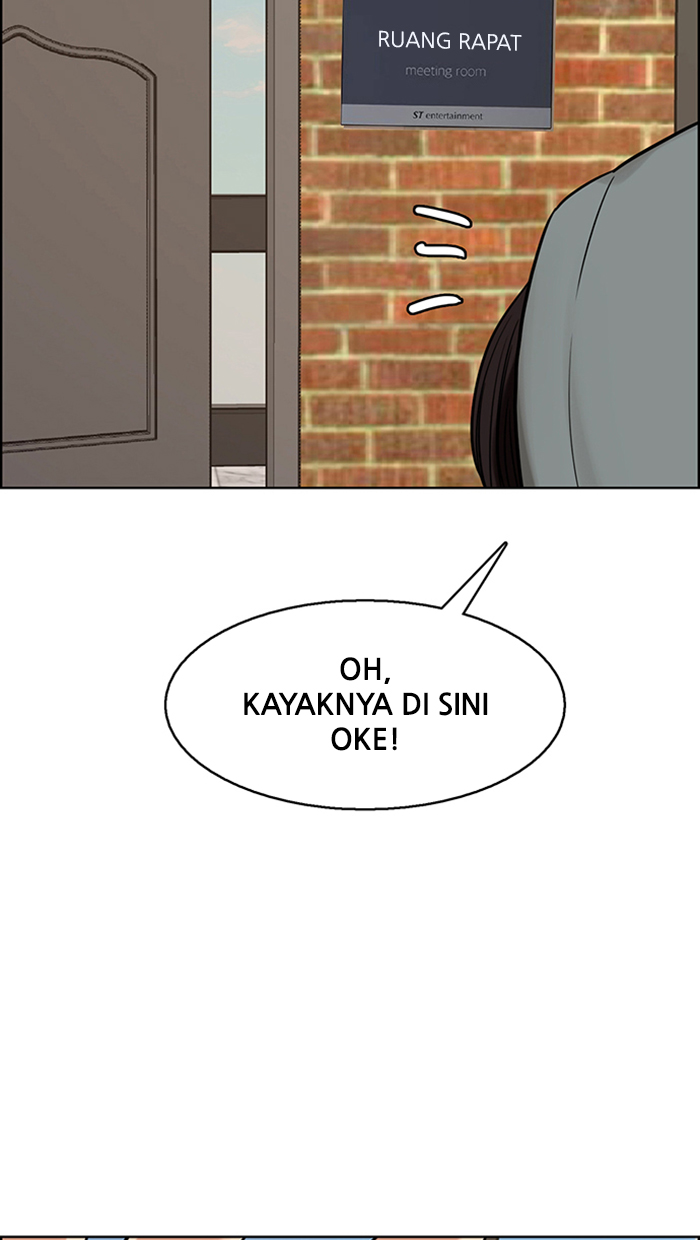 RUANG RAPAT
meeting room
ST entertainment
OH,
KAYAKNYA DI SINI
OKE!